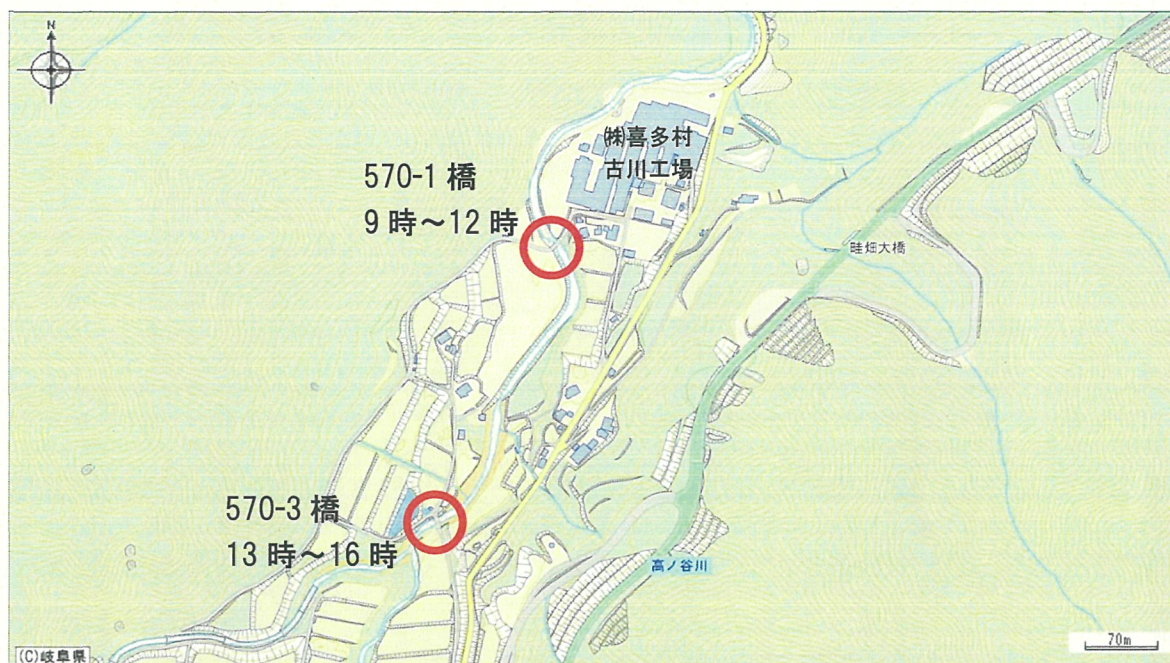 N
㈱喜多村
古川工場
570-1 橋
9 時～12 時
畦畑大橋
570-3 橋
13 時～16 時
高ノ谷川
70m
(C)岐阜県